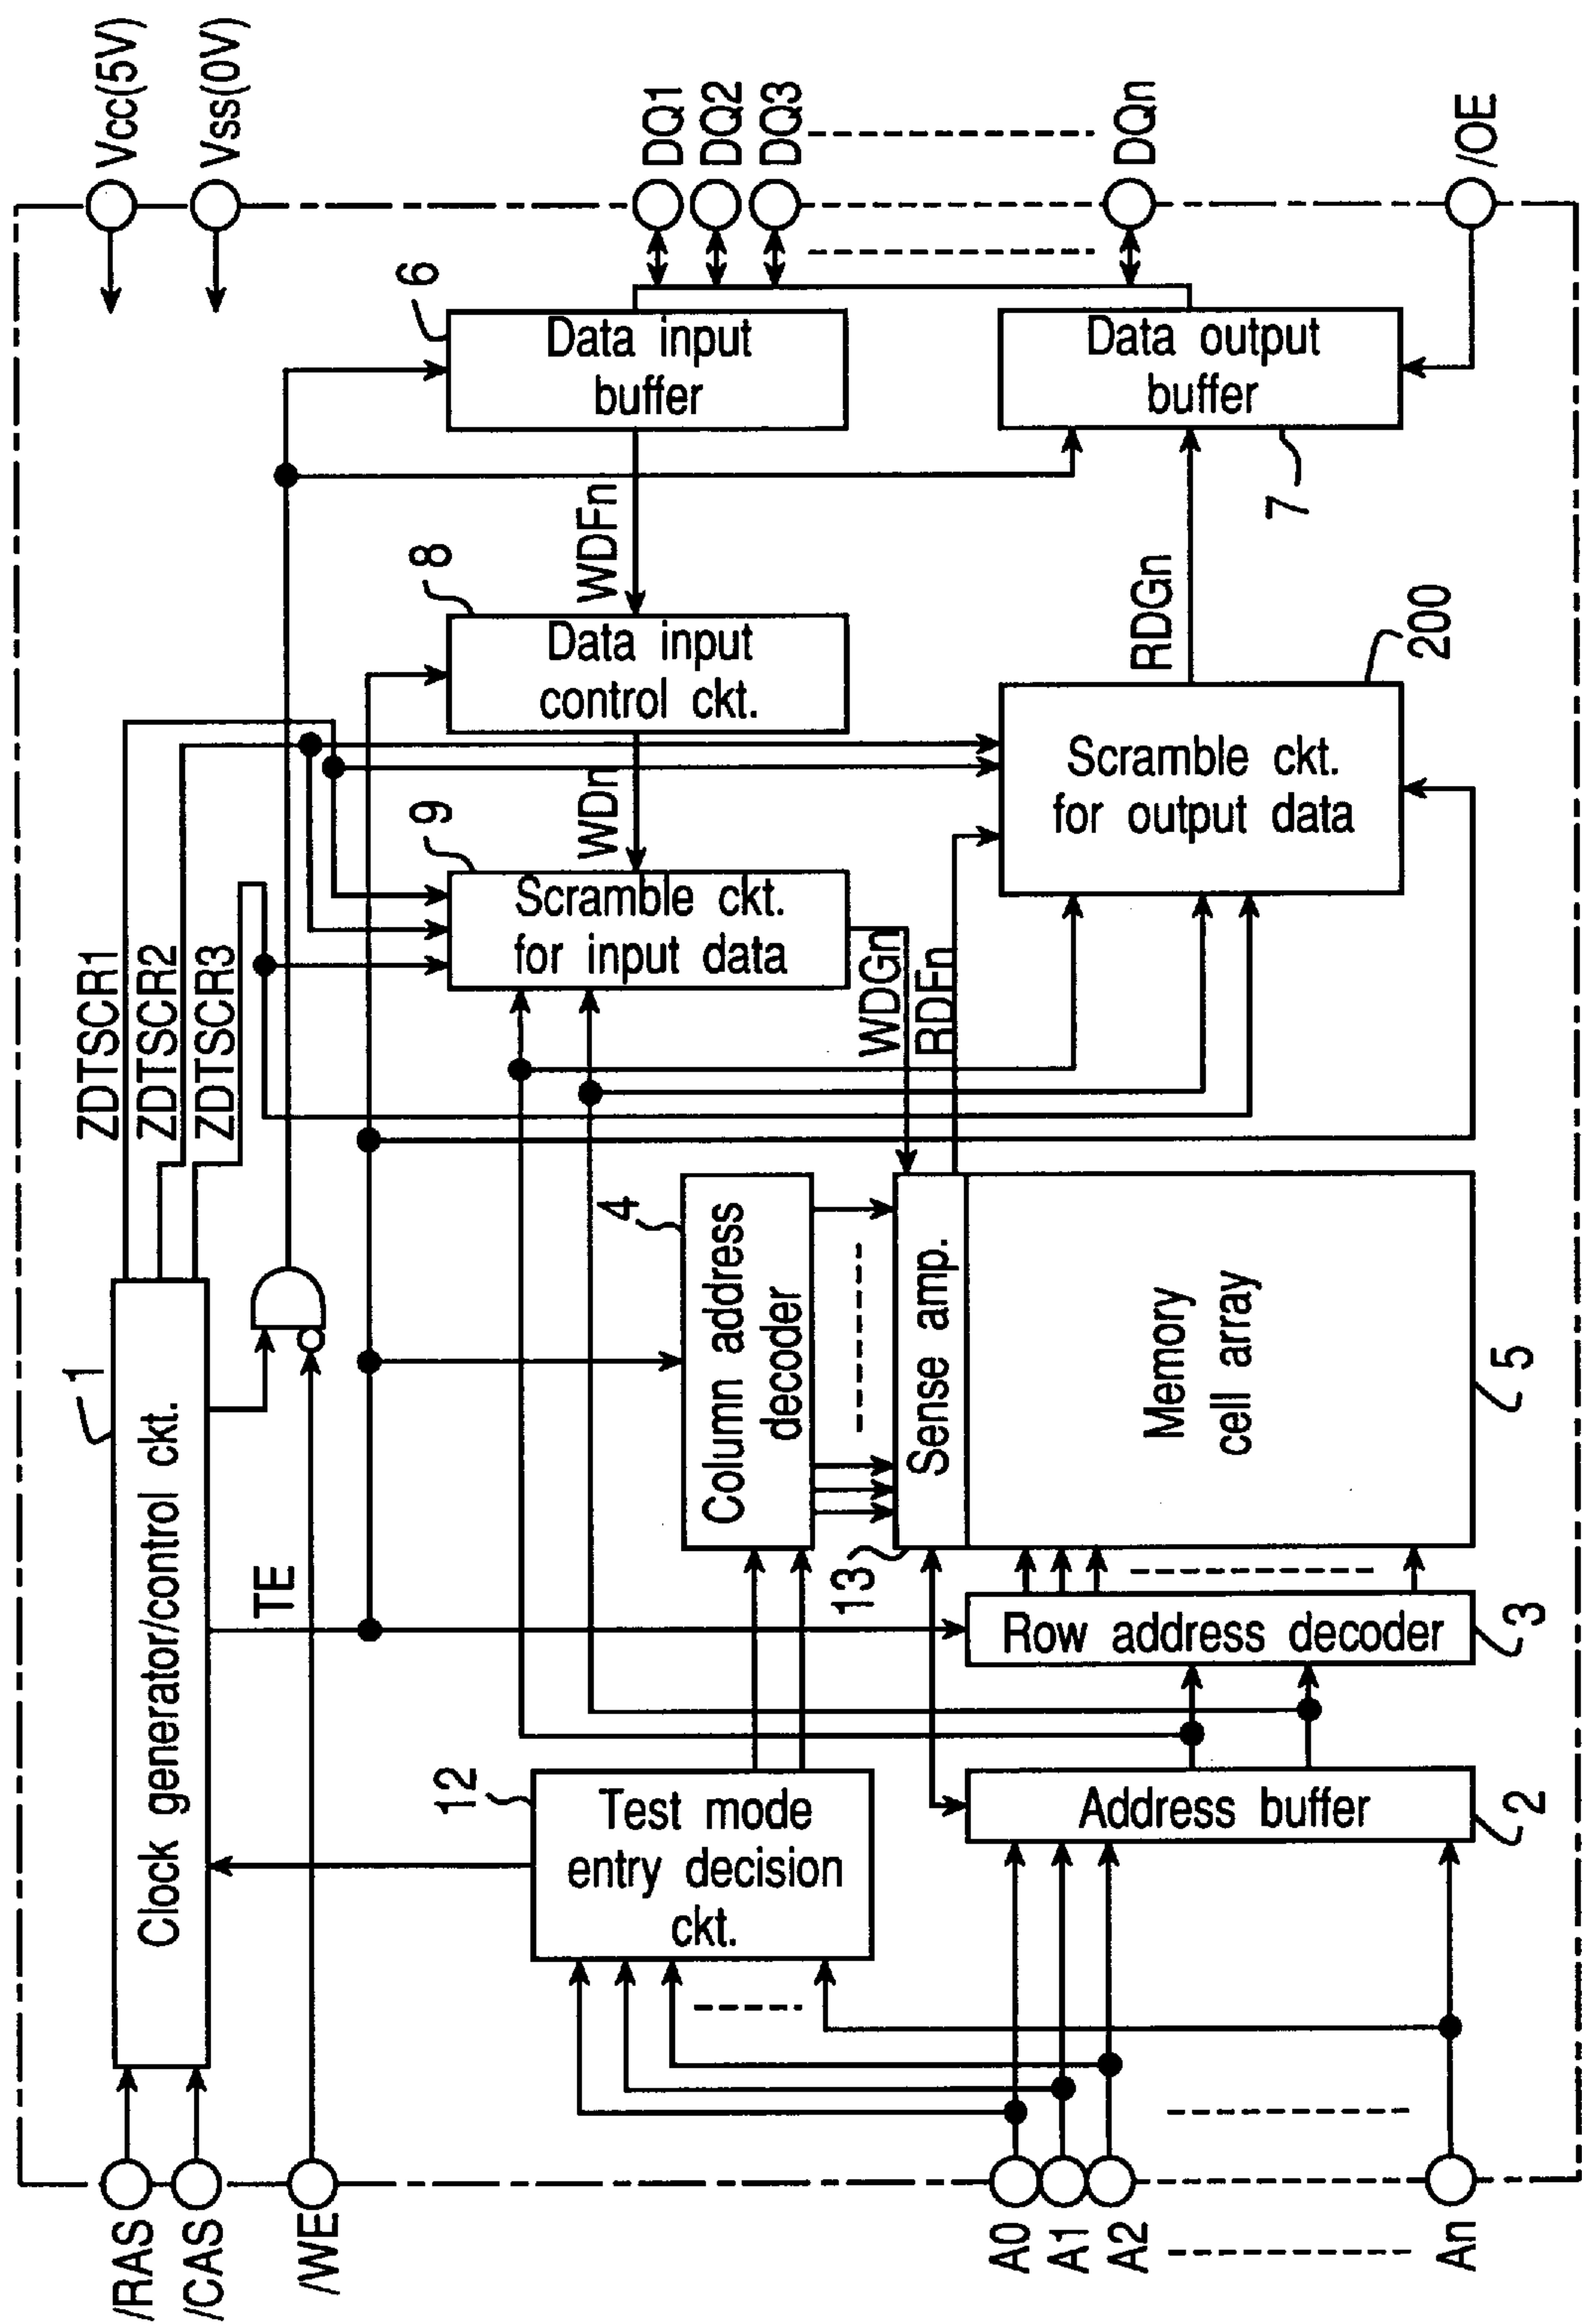 /RAS
/CAS
/WE
A0
A1
A2
An
1
Clock generator/control ckt.
TE
ZDTSCR1
ZDTSCR2
ZDTSCR3
12
Test mode
entry decision
ckt.
Address buffer
2
Row address decoder
3
4
Column address
decoder
13
Sense amp.
Memory
cell array
5
WDGn
RDFn
9
Scramble ckt.
for input data
WDn
8
Data input
control ckt.
WDFn
6
Data input
buffer
Scramble ckt.
for output data
200
RDGn
Data output
buffer
7
Vcc(5V)
Vss(0V)
DQ1
DQ2
DQ3
DQn
/OE